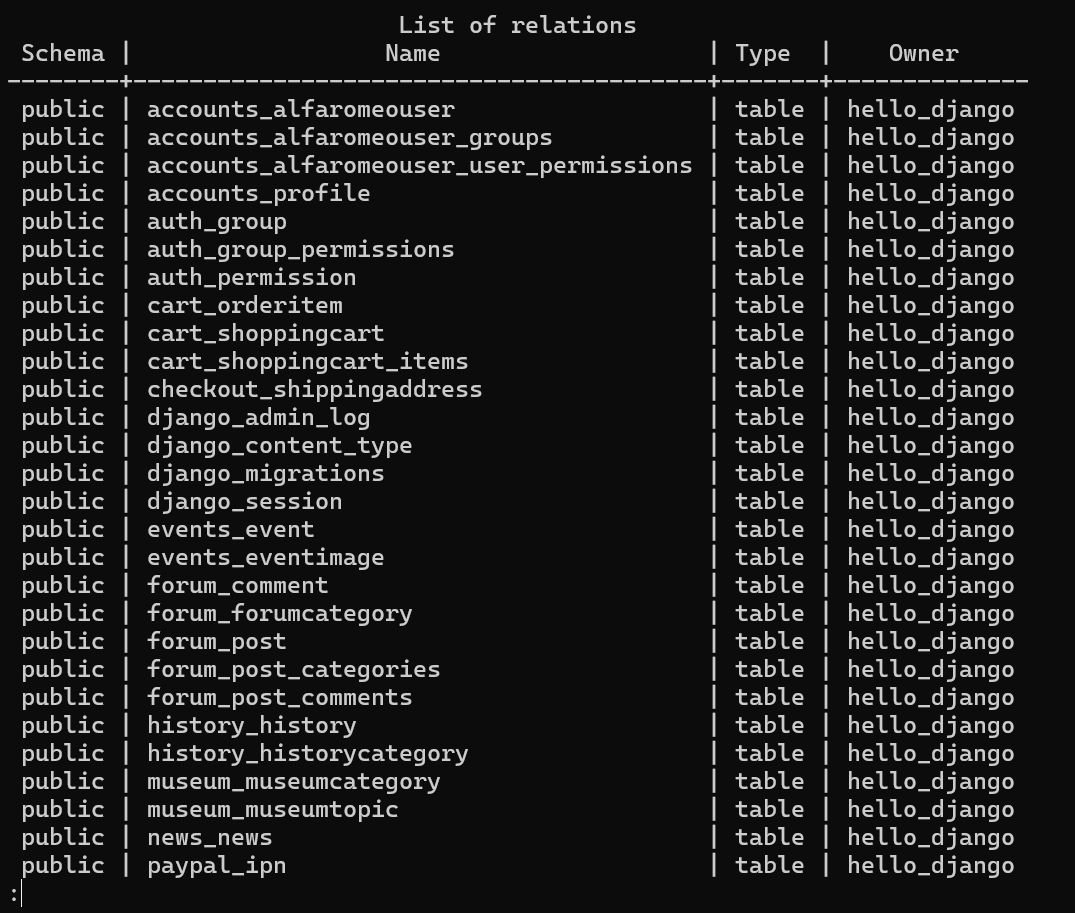 List of relations
 Schema |                  Name                   | Type  |    Owner
--------+-----------------------------------------+-------+--------------
 public | accounts_alfaromeouser                  | table | hello_django
 public | accounts_alfaromeouser_groups           | table | hello_django
 public | accounts_alfaromeouser_user_permissions | table | hello_django
 public | accounts_profile                        | table | hello_django
 public | auth_group                              | table | hello_django
 public | auth_group_permissions                  | table | hello_django
 public | auth_permission                         | table | hello_django
 public | cart_orderitem                          | table | hello_django
 public | cart_shoppingcart                       | table | hello_django
 public | cart_shoppingcart_items                 | table | hello_django
 public | checkout_shippingaddress                | table | hello_django
 public | django_admin_log                        | table | hello_django
 public | django_content_type                     | table | hello_django
 public | django_migrations                       | table | hello_django
 public | django_session                          | table | hello_django
 public | events_event                            | table | hello_django
 public | events_eventimage                       | table | hello_django
 public | forum_comment                           | table | hello_django
 public | forum_forumcategory                     | table | hello_django
 public | forum_post                              | table | hello_django
 public | forum_post_categories                   | table | hello_django
 public | forum_post_comments                     | table | hello_django
 public | history_history                         | table | hello_django
 public | history_historycategory                 | table | hello_django
 public | museum_museumcategory                   | table | hello_django
 public | museum_museumtopic                      | table | hello_django
 public | news_news                               | table | hello_django
 public | paypal_ipn                              | table | hello_django
: